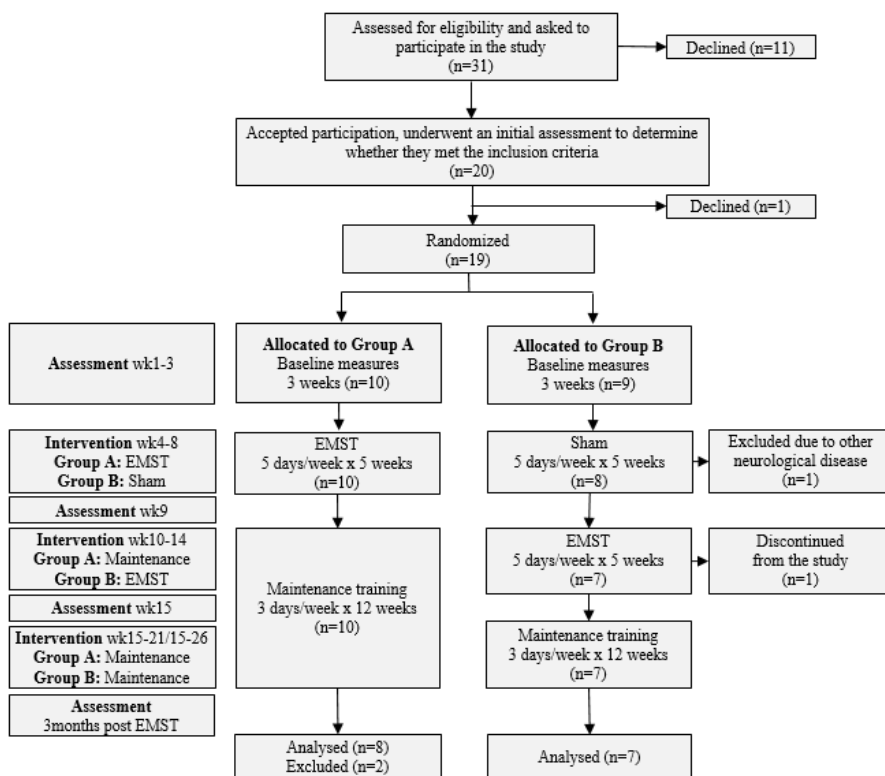 Assessed for eligibility and asked to
participate in the study
(n=31)
Declined (n=11)
Accepted participation, underwent an initial assessment to determine
whether they met the inclusion criteria
(n=20)
Declined (n=1)
Randomized
(n=19)
Assessment wk1-3
Allocated to Group A
Baseline measures
3 weeks (n=10)
Allocated to Group B
Baseline measures
3 weeks (n=9)
Intervention wk4-8
Group A: EMST
Group B: Sham
EMST
5 days/week x 5 weeks
(n=10)
Sham
5 days/week x 5 weeks
(n=8)
Excluded due to other
neurological disease
(n=1)
Assessment wk9
Intervention wk10-14
Group A: Maintenance
Group B: EMST
Maintenance training
3 days/week x 12 weeks
(n=10)
EMST
5 days/week x 5 weeks
(n=7)
Discontinued
from the study
(n=1)
Assessment wk15
Intervention wk15-21/15-26
Group A: Maintenance
Group B: Maintenance
Maintenance training
3 days/week x 12 weeks
(n=7)
Assessment
3months post EMST
Analysed (n=8)
Excluded (n=2)
Analysed (n=7)